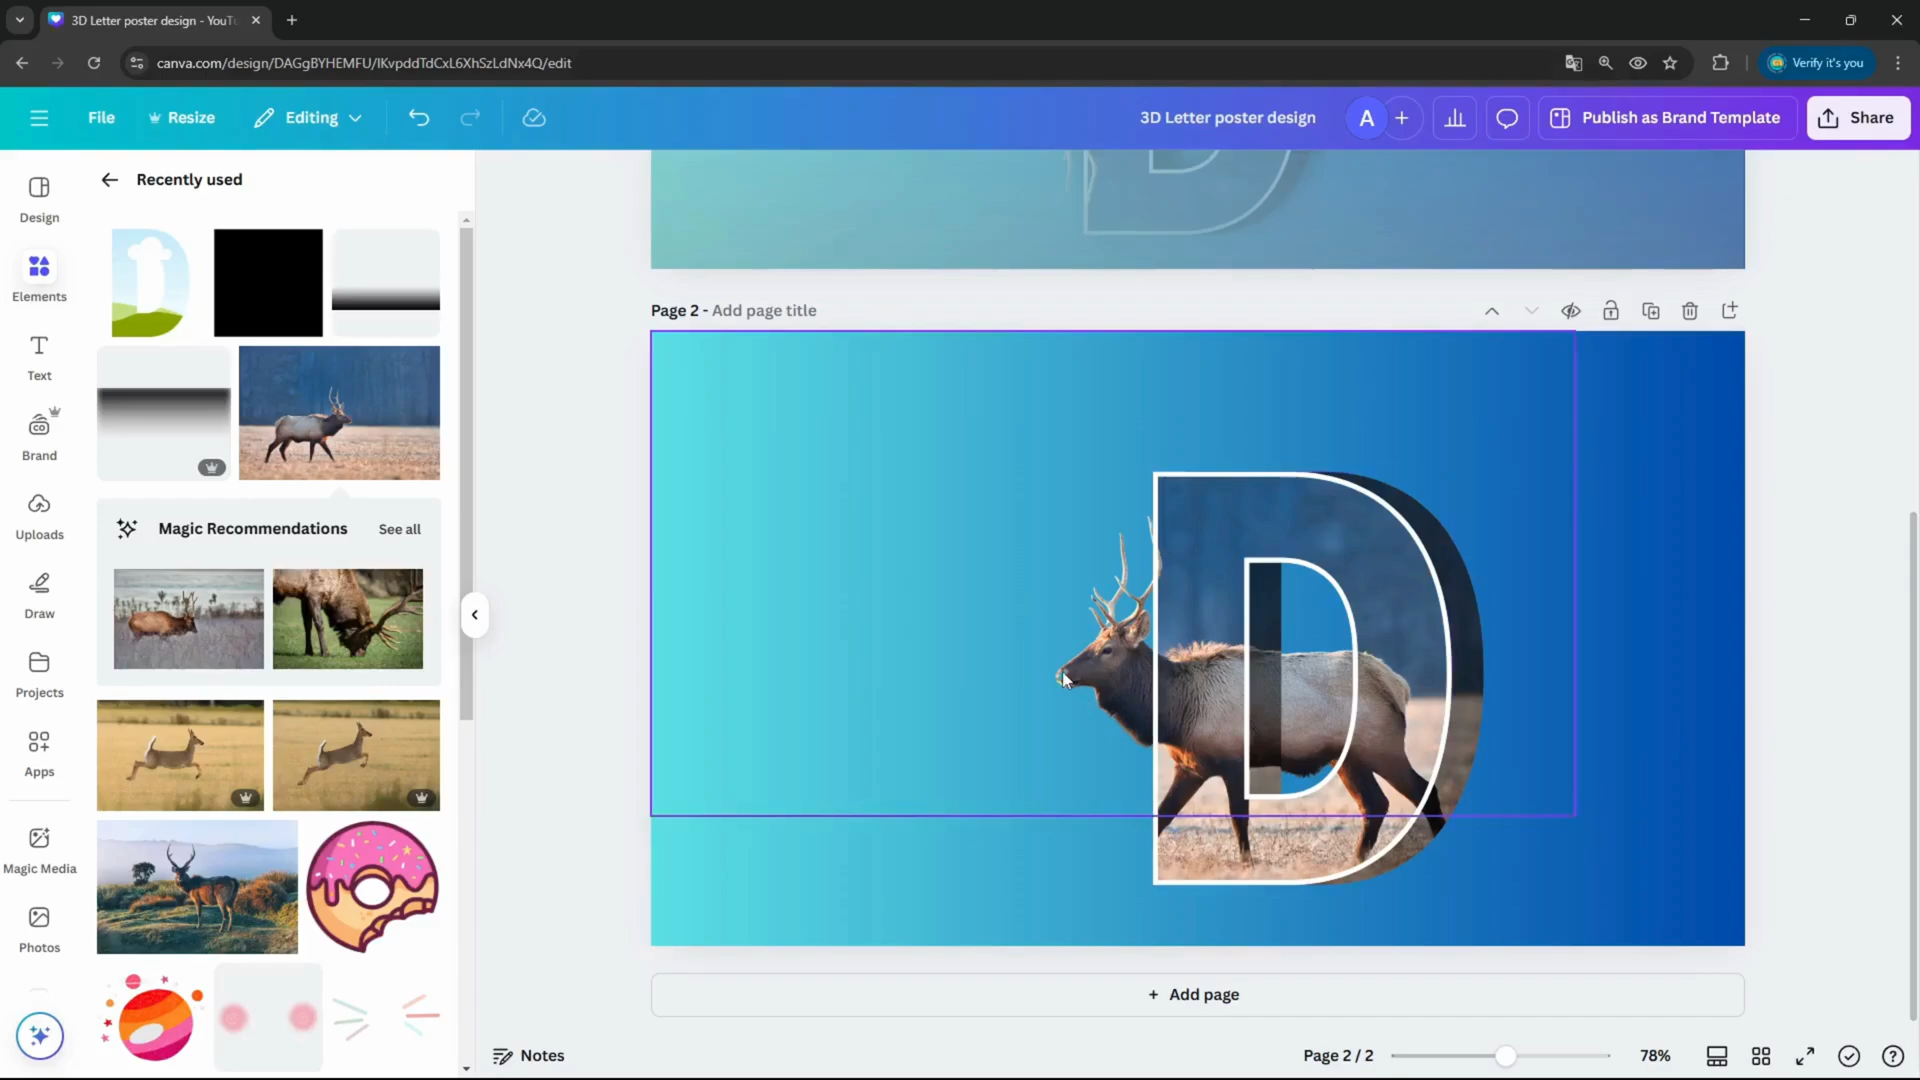 3D Letter poster design - YouTu
canva.com/design/DAGgBYHEMFU/IKvpddTdCxL6XhSzLdNx4Q/edit
Verify it's you
File
Resize
Editing
3D Letter poster design
A
Publish as Brand Template
Share
Design
Elements
Text
Brand
Uploads
Draw
Projects
Apps
Magic Media
Photos
Recently used
Magic Recommendations
See all
Page 2 - Add page title
D
+ Add page
Notes
Page 2 / 2
78%